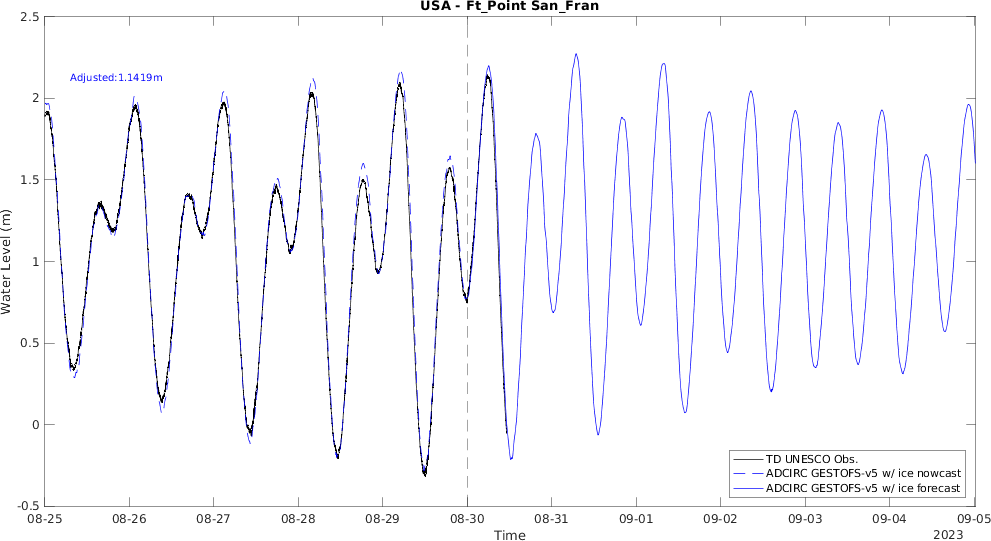 USA - Ft_Point San_Fran
2.5
2
1.5
1
0.5
0
-0.5
Water Level (m)
Adjusted:1.1419m
TD UNESCO Obs.
ADCIRC GESTOFS-v5 w/ ice nowcast
ADCIRC GESTOFS-v5 w/ ice forecast
08-25 08-26 08-27 08-28 08-29 08-30 08-31 09-01 09-02 09-03 09-04 09-05
Time
2023